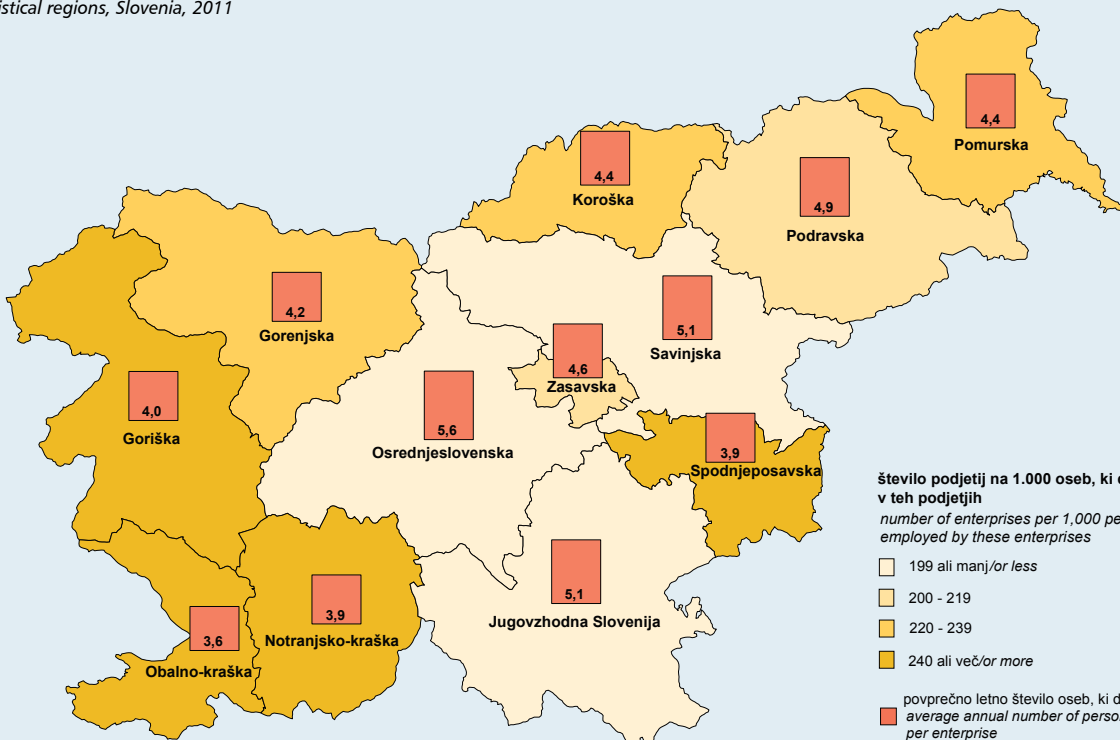 istical regions, Slovenia, 2011
4,4
Pomurska
4,4
Koroška
4,9
Podravska
4,2
Gorenjska
5,1
Savinjska
4,6
Zasavska
4,0
Goriška
5,6
Osrednjeslovenska
3,9
Spodnjeposavska
5,1
Jugovzhodna Slovenija
3,9
Notranjsko-kraška
3,6
Obalno-kraška
število podjetij na 1.000 oseb, ki
v teh podjetjih
number of enterprises per 1,000 pe
employed by these enterprises
199 ali manj/or less
200 - 219
220 - 239
240 ali več/or more
povprečno letno število oseb, ki d
average annual number of perso
per enterprise